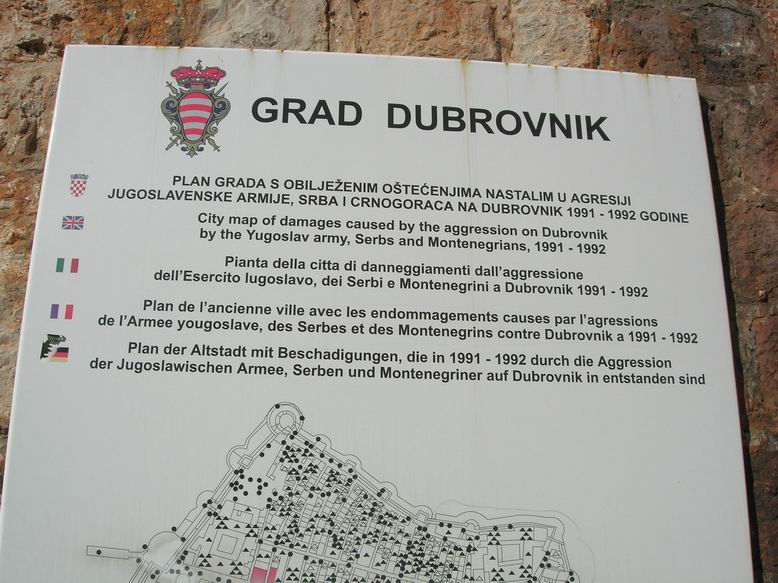 GRAD DUBROVNIK
PLAN GRADA S OBILJEŽENIM OŠTEĆENJIMA NASTALIM U AGRESIJI
JUGOSLAVENSKE ARMIJE, SRBA I CRNOGORACA NA DUBROVNIK 1991 - 1992 GODINE
City map of damages caused by the aggression on Dubrovnik
by the Yugoslav army, Serbs and Montenegrians, 1991 - 1992
Pianta della citta di danneggiamenti dall'aggressione
dell'Esercito Iugoslavo, dei Serbi e Montenegrini a Dubrovnik 1991 - 1992
Plan de l'ancienne ville avec les endommagements causes par l'agressions
de l'Armee yougoslave, des Serbes et des Montenegrins contre Dubrovnik a 1991 - 1992
Plan der Altstadt mit Beschadigungen, die in 1991 - 1992 durch die Aggression
der Jugoslawischen Armee, Serben und Montenegriner auf Dubrovnik in entstanden sind